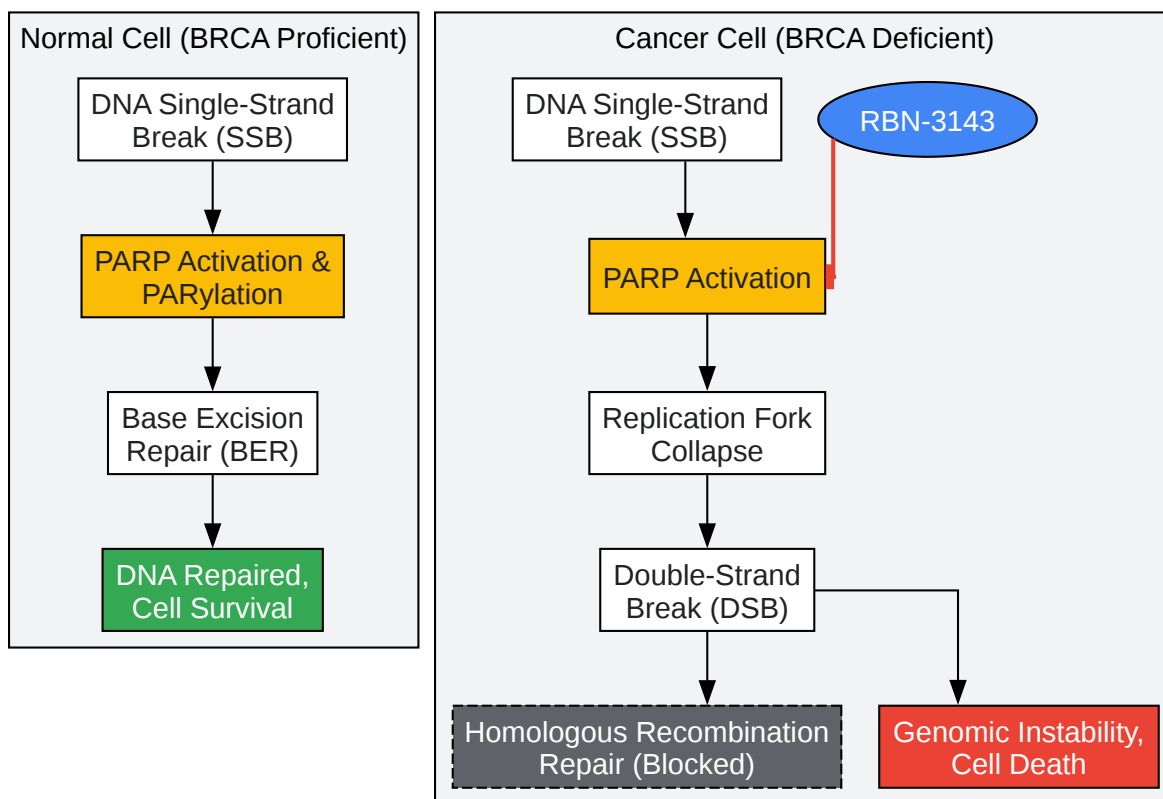 Normal Cell (BRCA Proficient)
DNA Single-Strand
Break (SSB)
PARP Activation &
PARylation
Base Excision
Repair (BER)
DNA Repaired,
Cell Survival
Cancer Cell (BRCA Deficient)
DNA Single-Strand
Break (SSB)
RBN-3143
PARP Activation
Replication Fork
Collapse
Double-Strand
Break (DSB)
Homologous Recombination
Repair (Blocked)
Genomic Instability,
Cell Death